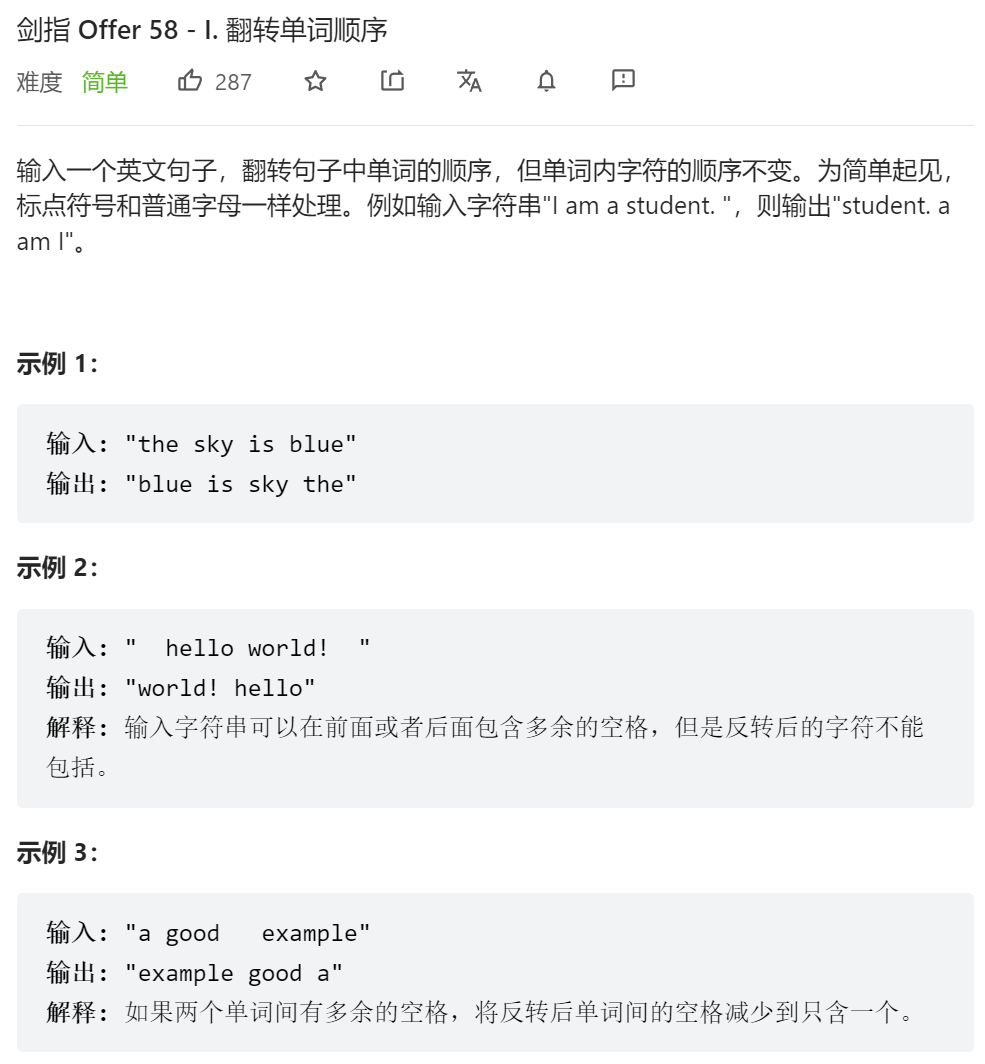 剑指 Offer 58 - I. 翻转单词顺序
难度 简单 287
输入一个英文句子，翻转句子中单词的顺序，但单词内字符的顺序不变。为简单起见，
标点符号和普通字母一样处理。例如输入字符串"I am a student. "，则输出"student. a
am I"。
示例 1：
输入: "the sky is blue"
输出: "blue is sky the"
示例 2：
输入: "  hello world!  "
输出: "world! hello"
解释: 输入字符串可以在前面或者后面包含多余的空格，但是反转后的字符不能
包括。
示例 3：
输入: "a good   example"
输出: "example good a"
解释: 如果两个单词间有多余的空格，将反转后单词间的空格减少到只含一个。